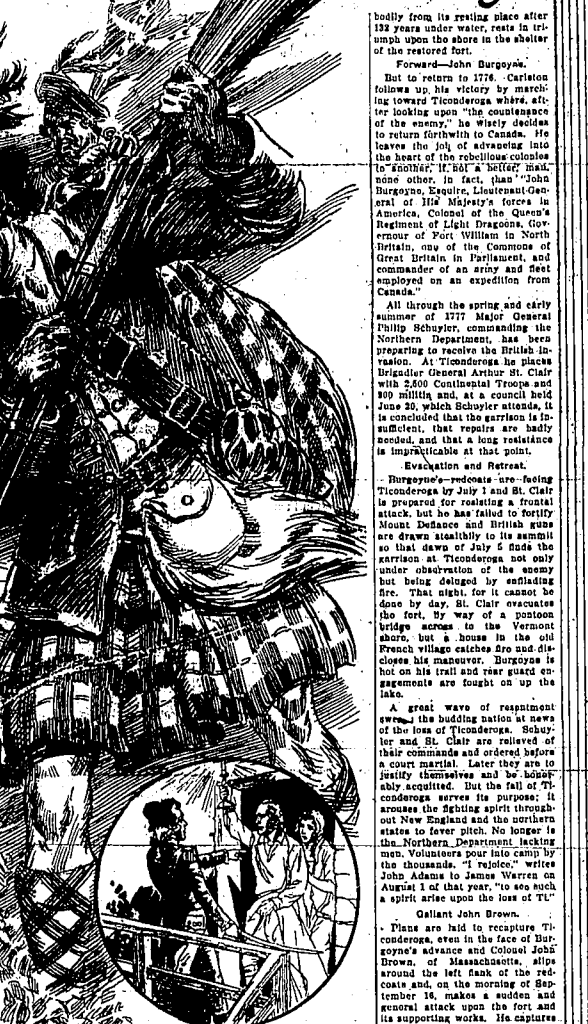 bodily from its resting place after
132 years under water, rests in tri-
umph upon the shore in the shelter
of the restored fort.
Forward—John Burgoyne.
But to return to 1776. Carleton
follows up his victory by march-
ing toward Ticonderoga where, aft-
er looking upon "the countenance
of the enemy," he wisely decides
to return forthwith to Canada. He
leaves the job of advancing into
the heart of the rebellious colonies
to another, if not a better, man,
none other, in fact, than "John
Burgoyne, Esquire, Lieutenant-Gen-
eral of His Majesty's forces in
America, Colonel of the Queen's
Regiment of Light Dragoons, Gov-
ernour of Fort William in North
Britain, one of the Commons of
Great Britain in Parliament, and
commander of an army and fleet
employed on an expedition from
Canada."
All through the spring and early
summer of 1777 Major General
Philip Schuyler, commanding the
Northern Department, has been
preparing to receive the British in-
vasion. At Ticonderoga he places
Brigadier General Arthur St. Clair
with 2,500 Continental Troops and
900 militia and, at a council held
June 20, which Schuyler attends, it
is concluded that the garrison is in-
sufficient, that repairs are badly
needed, and that a long resistance
is impracticable at that point.
Evacuation and Retreat.
Burgoyne's redcoats are facing
Ticonderoga by July 1 and St. Clair
is prepared for resisting a frontal
attack, but he has failed to fortify
Mount Defiance and British guns
are drawn stealthily to its summit
so that dawn of July 5 finds the
garrison at Ticonderoga not only
under observation of the enemy
but being deluged by enfilading
fire. That night, for it cannot be
done by day, St. Clair evacuates
the fort, by way of a pontoon
bridge across to the Vermont
shore, but a house in the old
French village catches fire and dis-
closes his maneuver. Burgoyne is
hot on his trail and rear guard en-
gagements are fought on up the
lake.
A great wave of resentment
swept the budding nation at news
of the loss of Ticonderoga. Schuy-
ler and St. Clair are relieved of
their commands and ordered before
a court martial. Later they are to
justify themselves and be honor-
ably acquitted. But the fall of Ti-
conderoga serves its purpose; it
arouses the fighting spirit through-
out New England and the northern
states to fever pitch. No longer is
the Northern Department lacking
men. Volunteers pour into camp by
the thousands. "I rejoice," writes
John Adams to James Warren on
August 1 of that year, "to see such
a spirit arise upon the loss of Ti."
Gallant John Brown.
Plans are laid to recapture Ti-
conderoga, even in the face of Bur-
goyne's advance and Colonel John
Brown, of Massachusetts, slips
around the left flank of the red-
coats and, on the morning of Sep-
tember 16, makes a sudden and
general attack upon the fort and
its supporting works. He captures